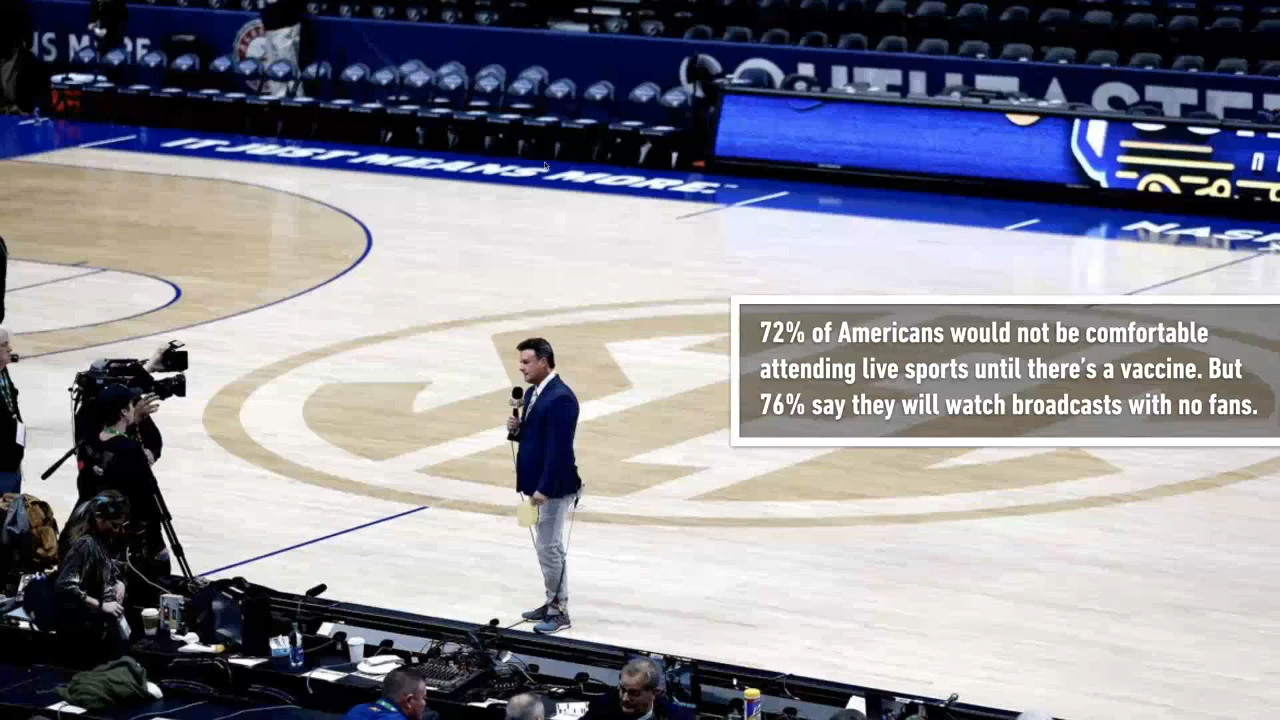 IT JUST MEANS MORE.
72% of Americans would not be comfortable
attending live sports until there's a vaccine. But
76% say they will watch broadcasts with no fans.